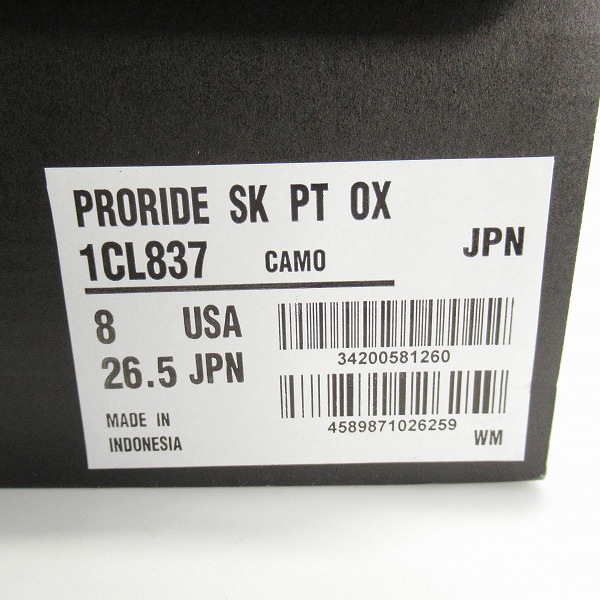 PRORIDE SK PT OX
1CL837 CAMO JPN
8 USA
26.5 JPN
34200581260
MADE IN
INDONESIA
4589871026259
WM